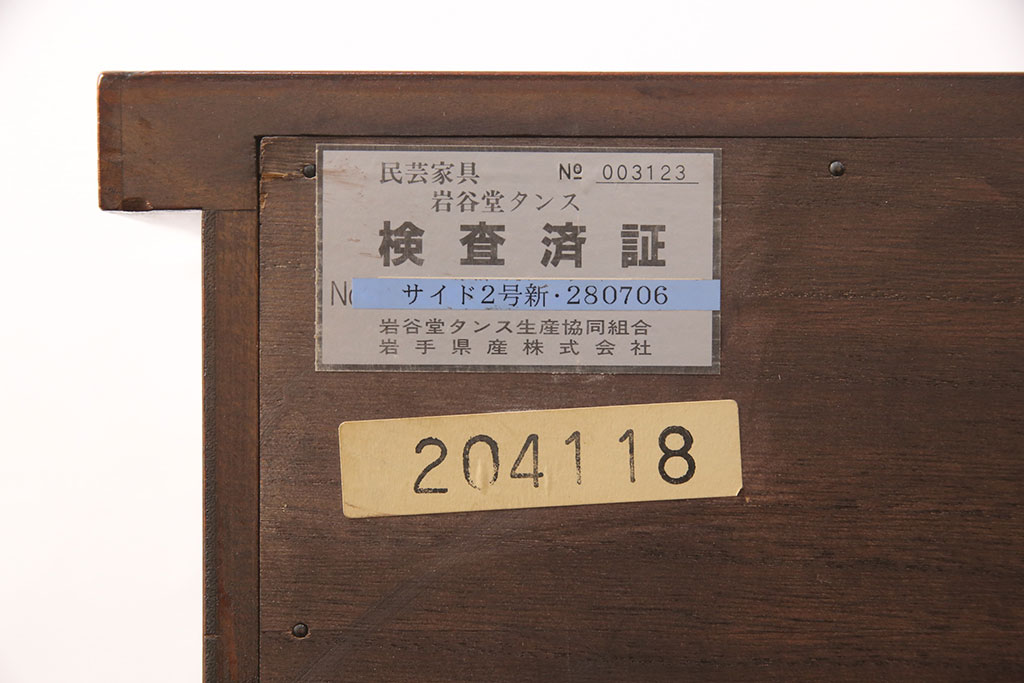 民芸家具 № 003123
岩谷堂タンス
検査済証
No サイド2号新・280706
岩谷堂タンス生産協同組合
岩手県産株式会社
204118